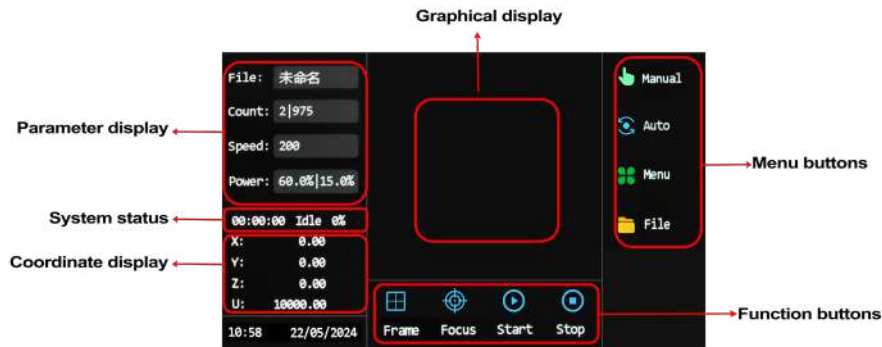 Graphical display
File: 未命名
Count: 2|975
Speed: 200
Power: 60.0%|15.0%
Parameter display
00:00:00 Idle 0%
System status
X: 0.00
Y: 0.00
Z: 0.00
U: 10000.00
Coordinate display
10:58 22/05/2024
Frame Focus Start Stop
Function buttons
Manual
Auto
Menu
File
Menu buttons